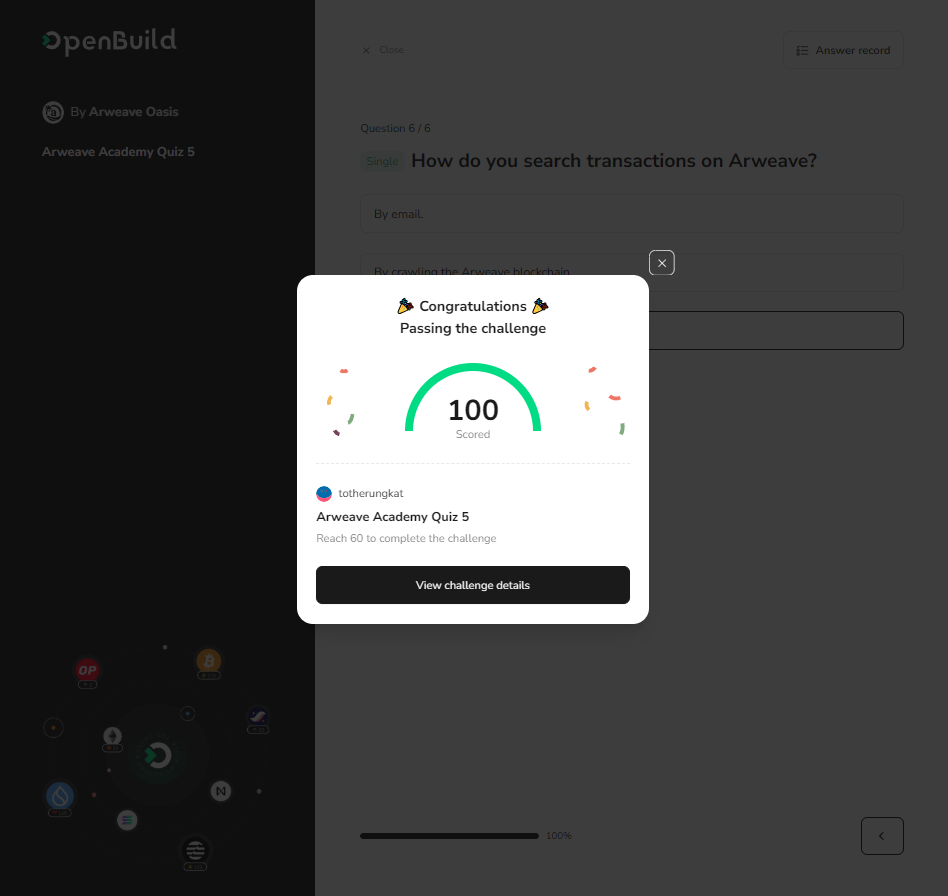 OpenBuild
By Arweave Oasis
Arweave Academy Quiz 5
Close
Answer record
Question 6 / 6
Single How do you search transactions on Arweave?
By email.
By crawling the Arweave blockchain
Congratulations
Passing the challenge
100
Scored
totherungkat
Arweave Academy Quiz 5
Reach 60 to complete the challenge
View challenge details
OP
100%